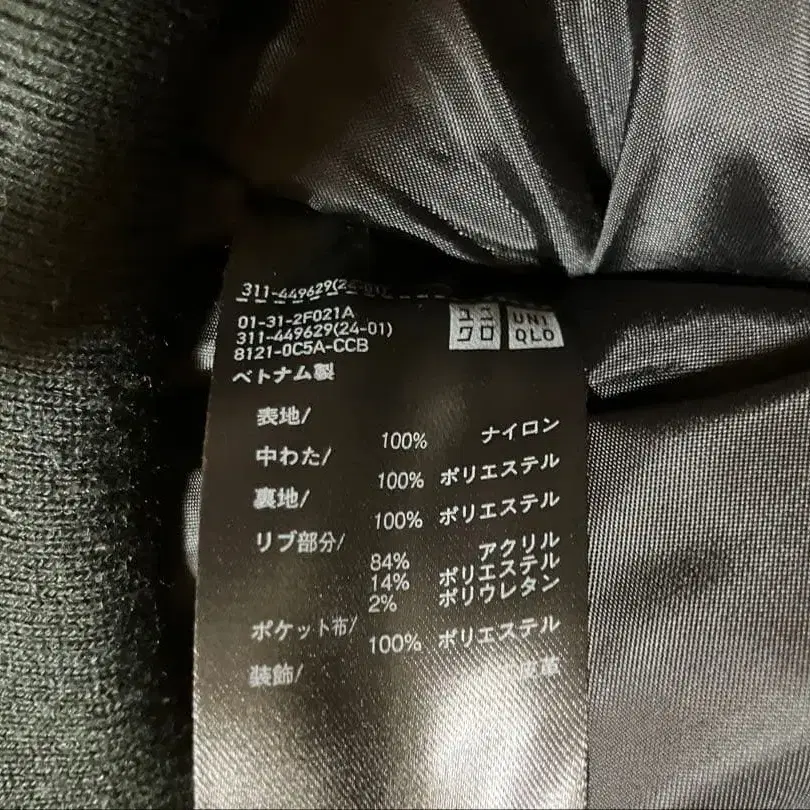 311-449629(24-01)
ユニ
クロ
UNI
QLO
01-31-2F021A
311-449629(24-01)
8121-0C5A-CCB
ベトナム製
表地/
100% ナイロン
中わた/
100% ポリエステル
裏地/
100% ポリエステル
リブ部分/
84% アクリル
14% ポリエステル
2% ポリウレタン
ポケット布/
100% ポリエステル
装飾/
皮革